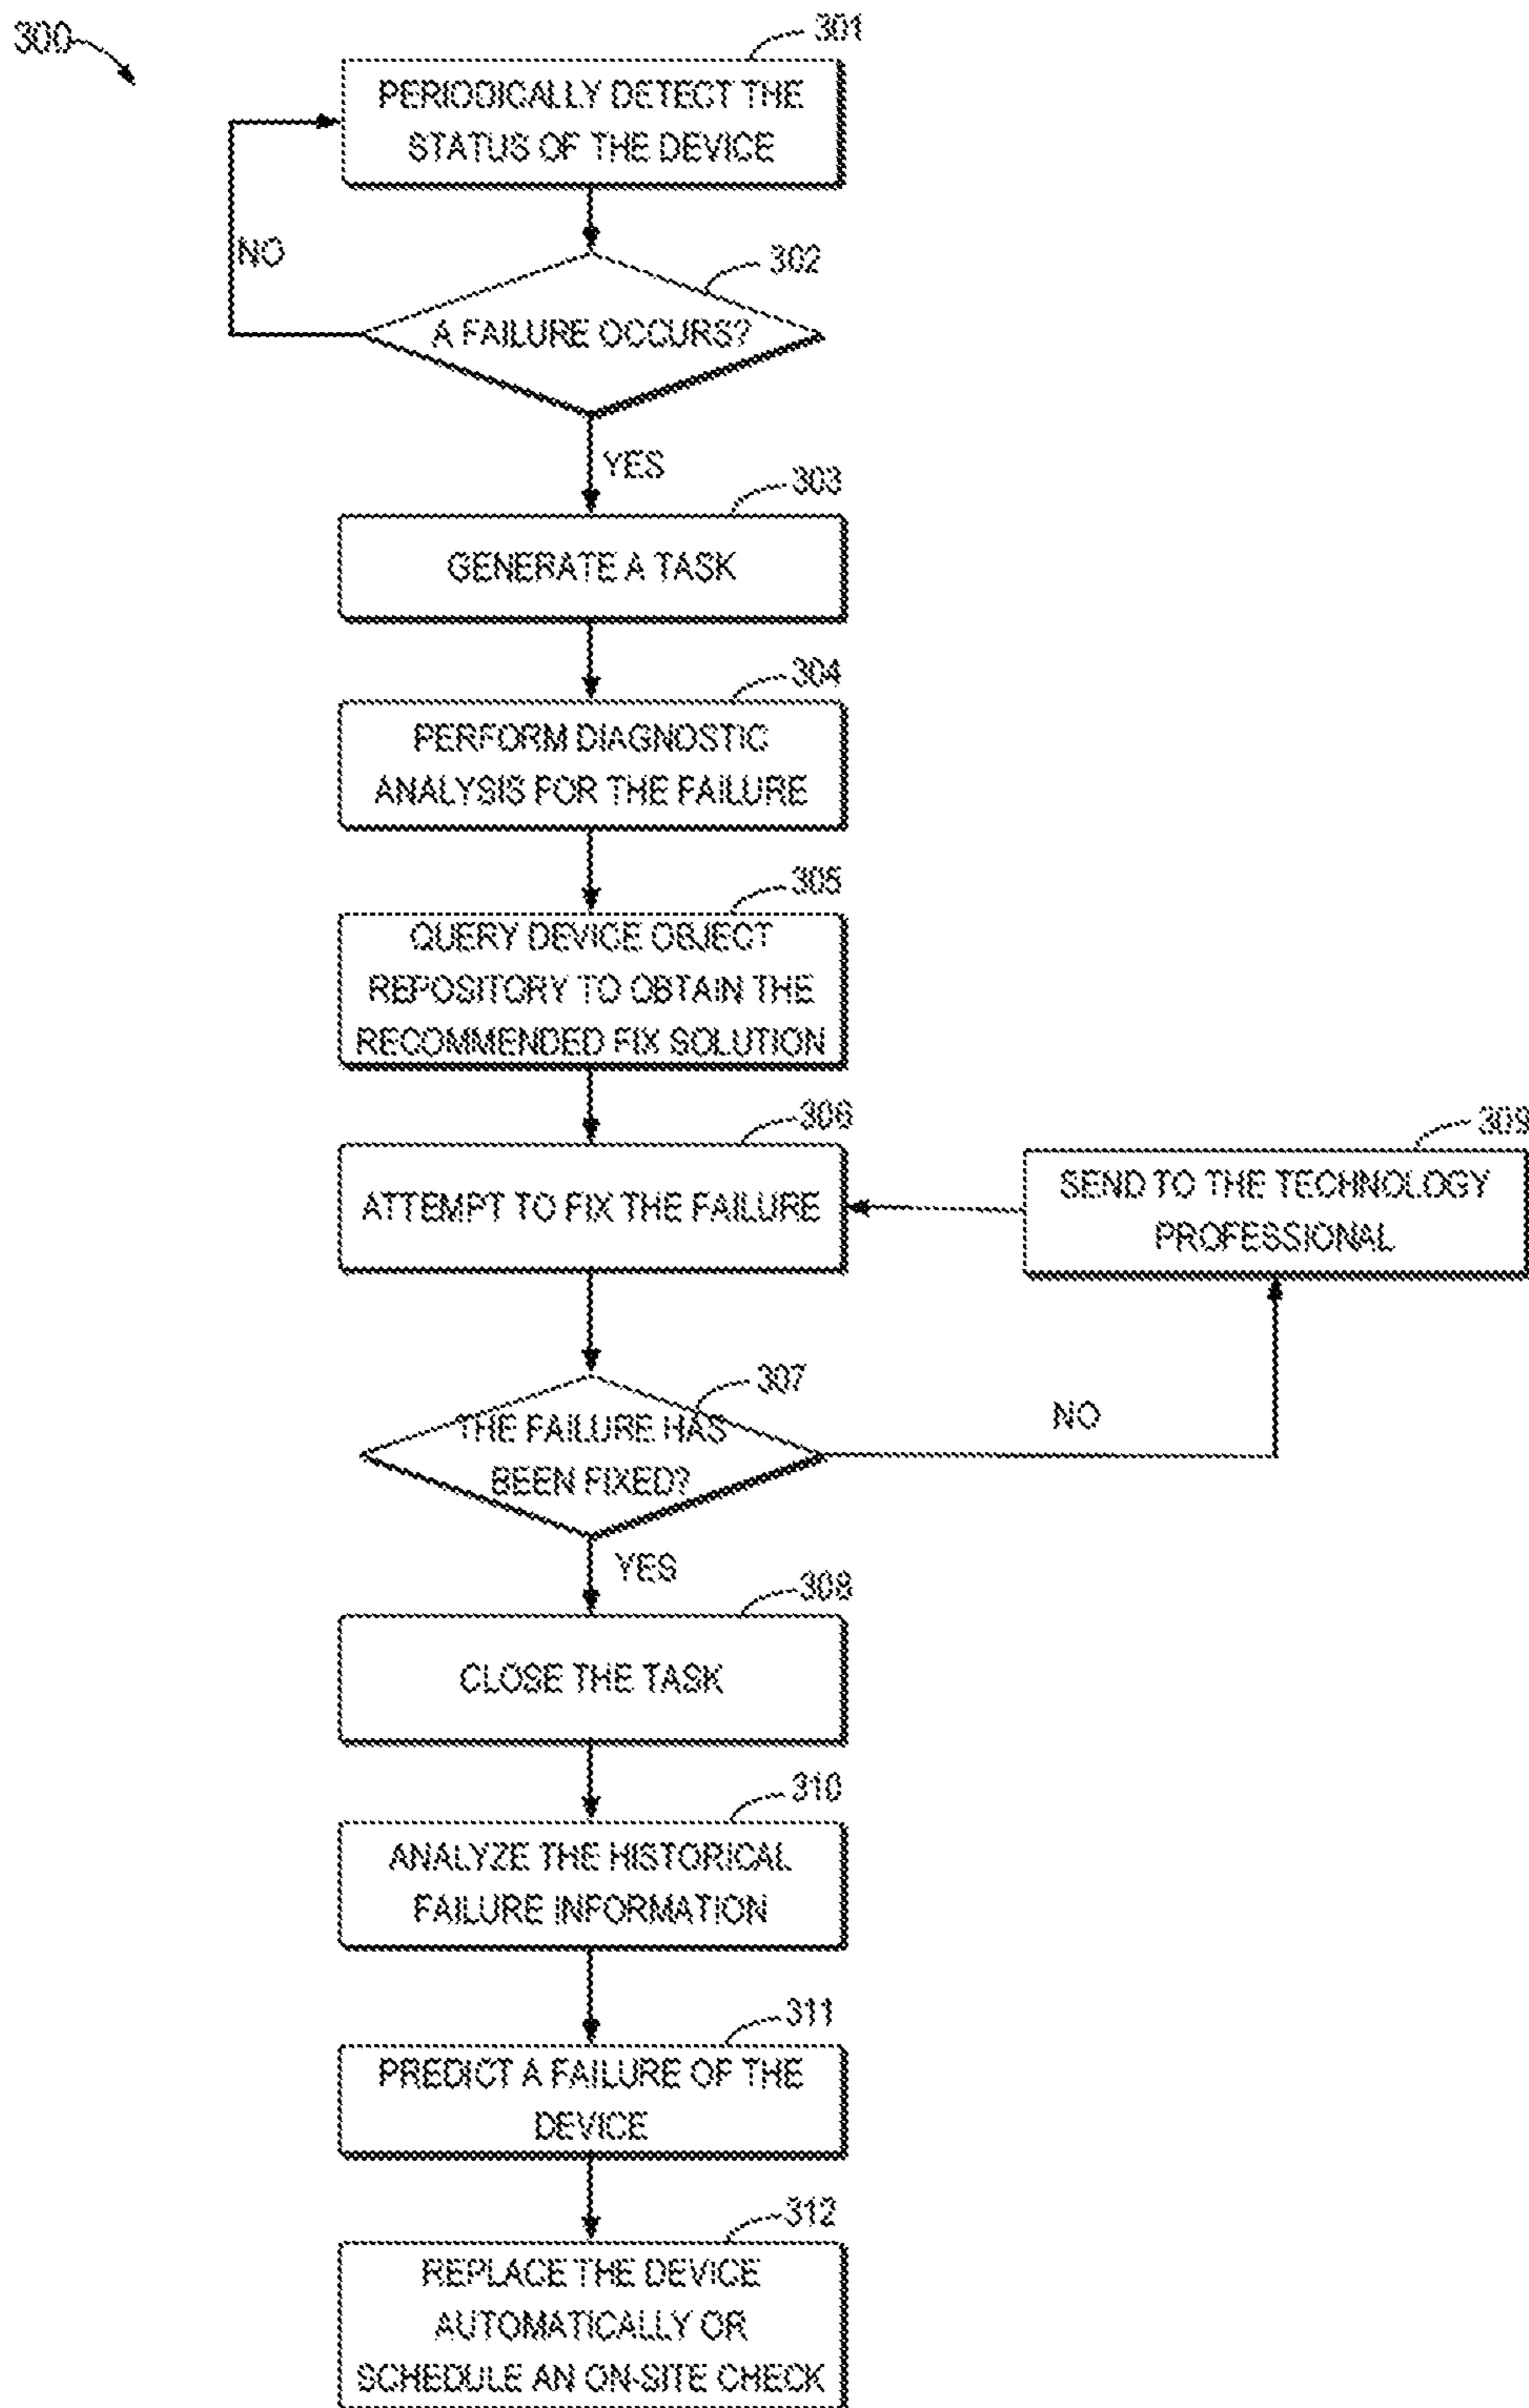 300
301
PERIODICALLY DETECT THE
STATUS OF THE DEVICE
NO
302
A FAILURE OCCURS?
YES
303
GENERATE A TASK
304
PERFORM DIAGNOSTIC
ANALYSIS FOR THE FAILURE
305
QUERY DEVICE OBJECT
REPOSITORY TO OBTAIN THE
RECOMMENDED FIX SOLUTION
306
ATTEMPT TO FIX THE FAILURE
309
SEND TO THE TECHNOLOGY
PROFESSIONAL
307
THE FAILURE HAS
BEEN FIXED?
NO
YES
308
CLOSE THE TASK
310
ANALYZE THE HISTORICAL
FAILURE INFORMATION
311
PREDICT A FAILURE OF THE
DEVICE
312
REPLACE THE DEVICE
AUTOMATICALLY OR
SCHEDULE AN ON-SITE CHECK